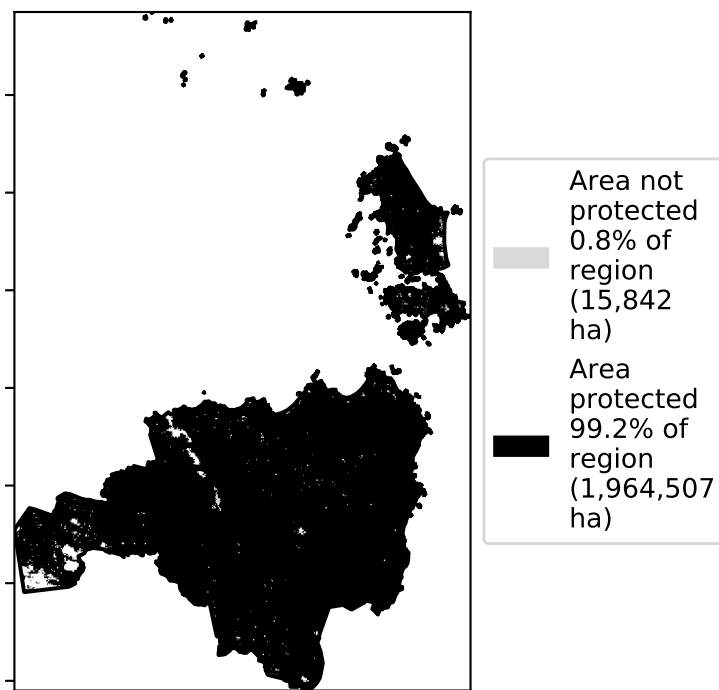 Area not
protected
0.8% of
region
(15,842
ha)
Area
protected
99.2% of
region
(1,964,507
ha)